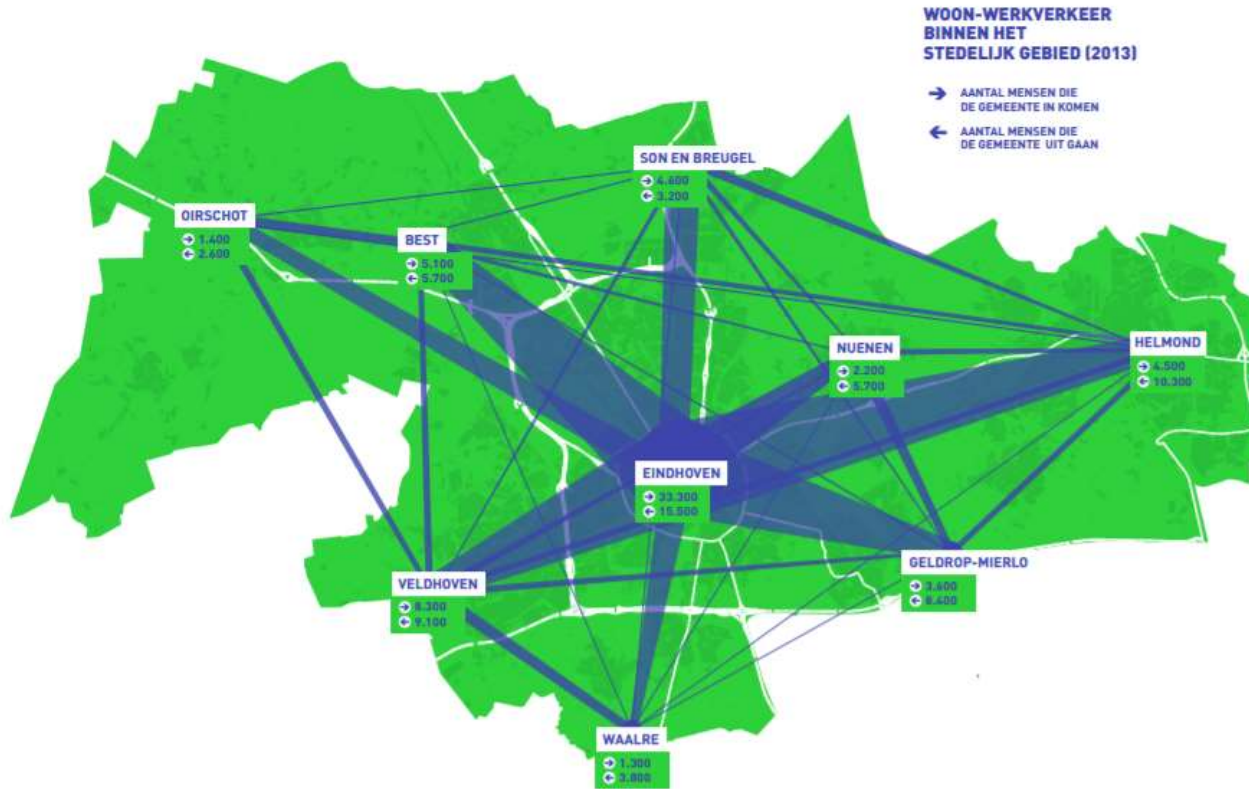 WOON-WERKVERKEER
BINNEN HET
STEDELIJK GEBIED (2013)
AANTAL MENSEN DIE
DE GEMEENTE IN KOMEN
AANTAL MENSEN DIE
DE GEMEENTE UIT GAAN
SON EN BREUGEL
4.600
3.200
OIRSCHOT
1.400
2.600
BEST
5.100
5.700
NUENEN
2.200
5.700
HELMOND
4.500
10.300
EINDHOVEN
33.300
15.500
GELDROP-MIERLO
3.600
8.400
VELDHOVEN
8.300
9.100
WAALRE
1.300
3.800